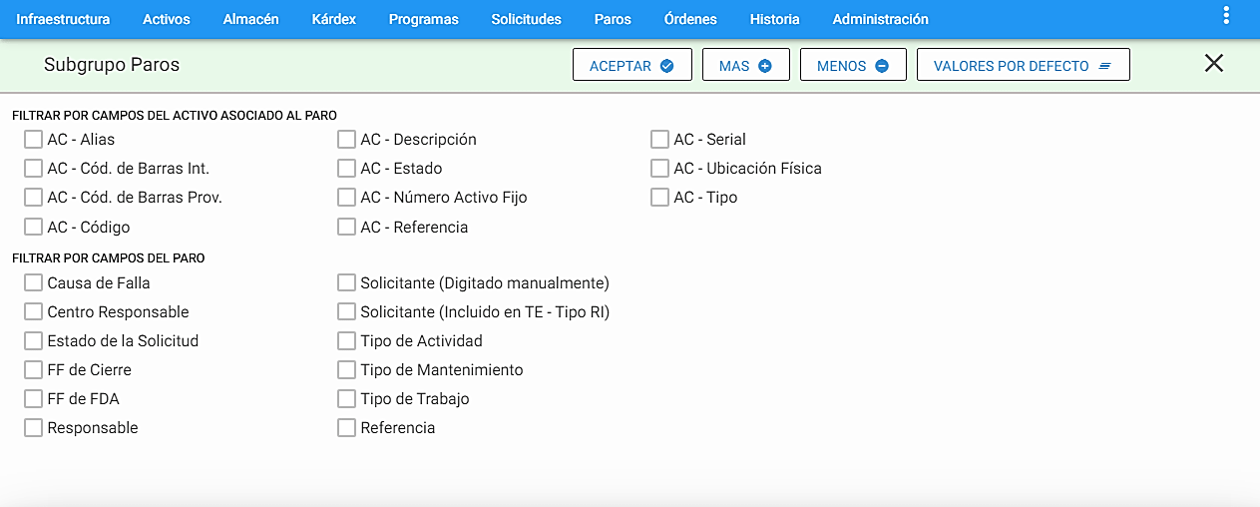 Infraestructura Activos Almacén Kárdex Programas Solicitudes Paros Órdenes Historia Administración
Subgrupo Paros ACEPTAR MAS MENOS VALORES POR DEFECTO
FILTRAR POR CAMPOS DEL ACTIVO ASOCIADO AL PARO
AC - Alias AC - Descripción AC - Serial
AC - Cód. de Barras Int. AC - Estado AC - Ubicación Física
AC - Cód. de Barras Prov. AC - Número Activo Fijo AC - Tipo
AC - Código AC - Referencia
FILTRAR POR CAMPOS DEL PARO
Causa de Falla Solicitante (Digitado manualmente)
Centro Responsable Solicitante (Incluido en TE - Tipo RI)
Estado de la Solicitud Tipo de Actividad
FF de Cierre Tipo de Mantenimiento
FF de FDA Tipo de Trabajo
Responsable Referencia